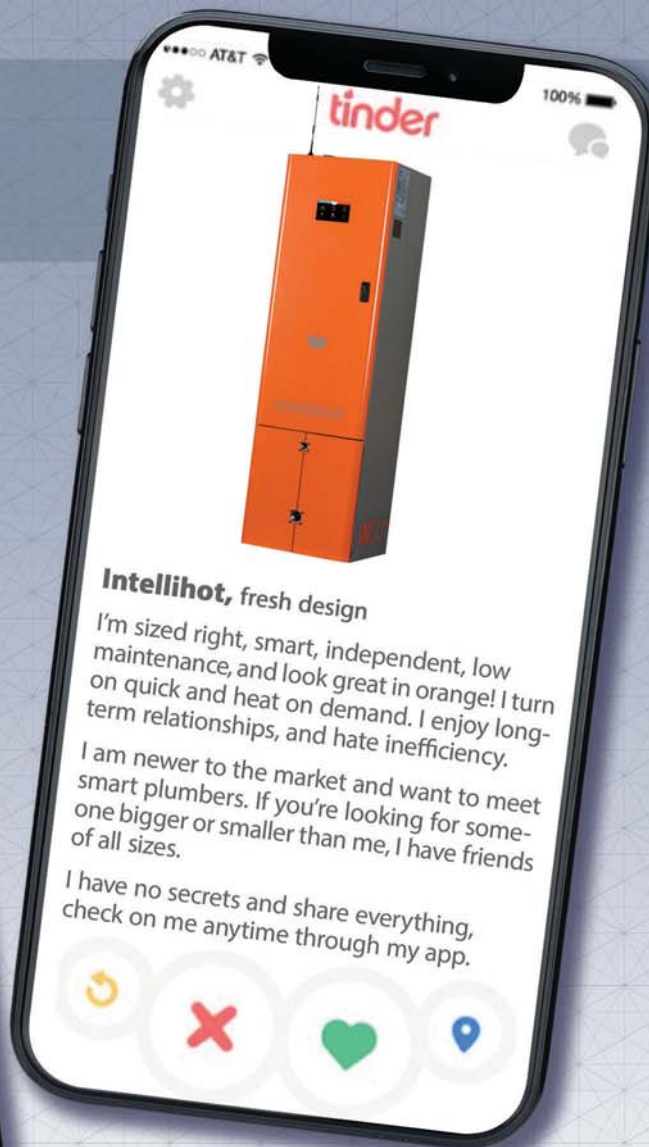 AT&T
100%
tinder
Intellihot, fresh design
I'm sized right, smart, independent, low
maintenance, and look great in orange! I turn
on quick and heat on demand. I enjoy long-
term relationships, and hate inefficiency.
I am newer to the market and want to meet
smart plumbers. If you're looking for some-
one bigger or smaller than me, I have friends
of all sizes.
I have no secrets and share everything,
check on me anytime through my app.